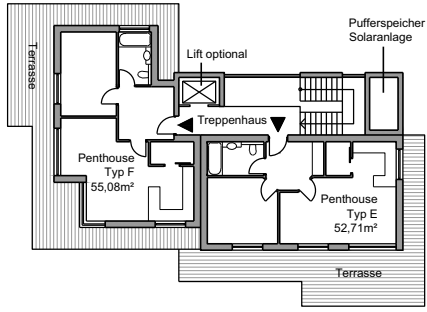 Pufferspeicher
Solaranlage
Lift optional
Terrasse
Treppenhaus
Penthouse
Typ F
55,08m²
Penthouse
Typ E
52,71m²
Terrasse